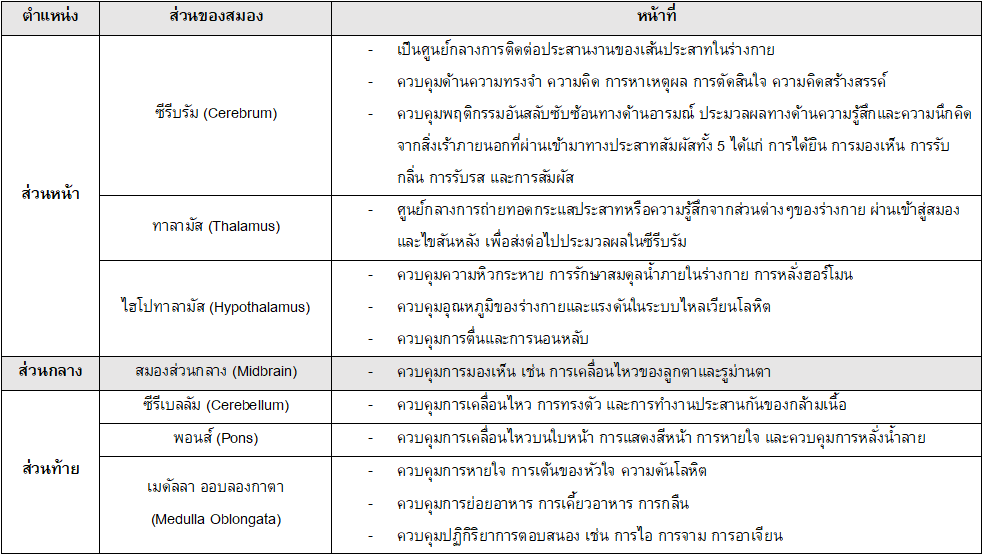 ตำแหน่ง ส่วนของสมอง หน้าที่
ส่วนหน้า
ซีรีบรัม (Cerebrum)
- เป็นศูนย์กลางการติดต่อประสานงานของเส้นประสาทในร่างกาย
- ควบคุมด้านความทรงจำ ความคิด การหาเหตุผล การตัดสินใจ ความคิดสร้างสรรค์
- ควบคุมพฤติกรรมอันสลับซับซ้อนทางด้านอารมณ์ ประมวลผลทางด้านความรู้สึกและความนึกคิด
จากสิ่งเร้าภายนอกที่ผ่านเข้ามาทางประสาทสัมผัสทั้ง 5 ได้แก่ การได้ยิน การมองเห็น การรับ
กลิ่น การรับรส และการสัมผัส
ทาลามัส (Thalamus)
- ศูนย์กลางการถ่ายทอดกระแสประสาทหรือความรู้สึกจากส่วนต่างๆของร่างกาย ผ่านเข้าสู่สมอง
และไขสันหลัง เพื่อส่งต่อไปประมวลผลในซีรีบรัม
ไฮโปทาลามัส (Hypothalamus)
- ควบคุมความหิวกระหาย การรักษาสมดุลน้ำภายในร่างกาย การหลั่งฮอร์โมน
- ควบคุมอุณหภูมิของร่างกายและแรงดันในระบบไหลเวียนโลหิต
- ควบคุมการตื่นและการนอนหลับ
ส่วนกลาง สมองส่วนกลาง (Midbrain) - ควบคุมการมองเห็น เช่น การเคลื่อนไหวของลูกตาและรูม่านตา
ส่วนท้าย
ซีรีเบลลัม (Cerebellum) - ควบคุมการเคลื่อนไหว การทรงตัว และการทำงานประสานกันของกล้ามเนื้อ
พอนส์ (Pons) - ควบคุมการเคลื่อนไหวบนใบหน้า การแสดงสีหน้า การหายใจ และควบคุมการหลั่งน้ำลาย
เมดัลลา ออบลองกาตา
(Medulla Oblongata)
- ควบคุมการหายใจ การเต้นของหัวใจ ความดันโลหิต
- ควบคุมการย่อยอาหาร การเคี้ยวอาหาร การกลืน
- ควบคุมปฏิกิริยาการตอบสนอง เช่น การไอ การจาม การอาเจียน